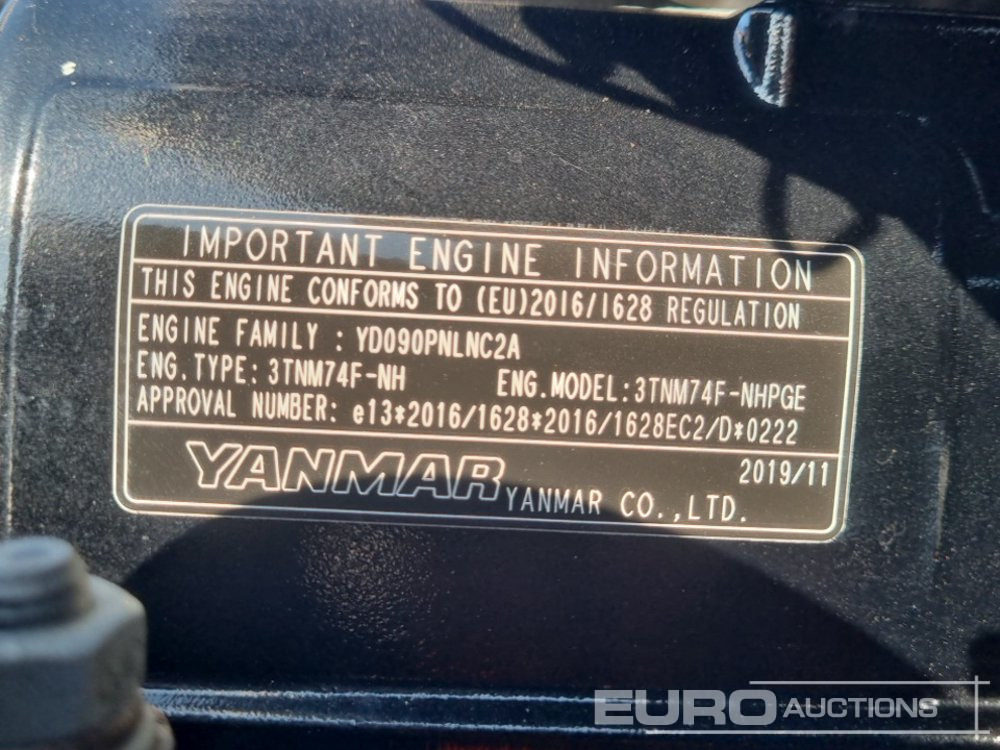 IMPORTANT ENGINE INFORMATION
THIS ENGINE CONFORMS TO (EU)2016/1628 REGULATION
ENGINE FAMILY : YD090PNLNC2A
ENG.TYPE: 3TNM74F-NH ENG.MODEL:3TNM74F-NHPGE
APPROVAL NUMBER: e13*2016/1628*2016/1628EC2/D*0222
YANMAR 2019/11
YANMAR CO.,LTD.
EURO AUCTIONS